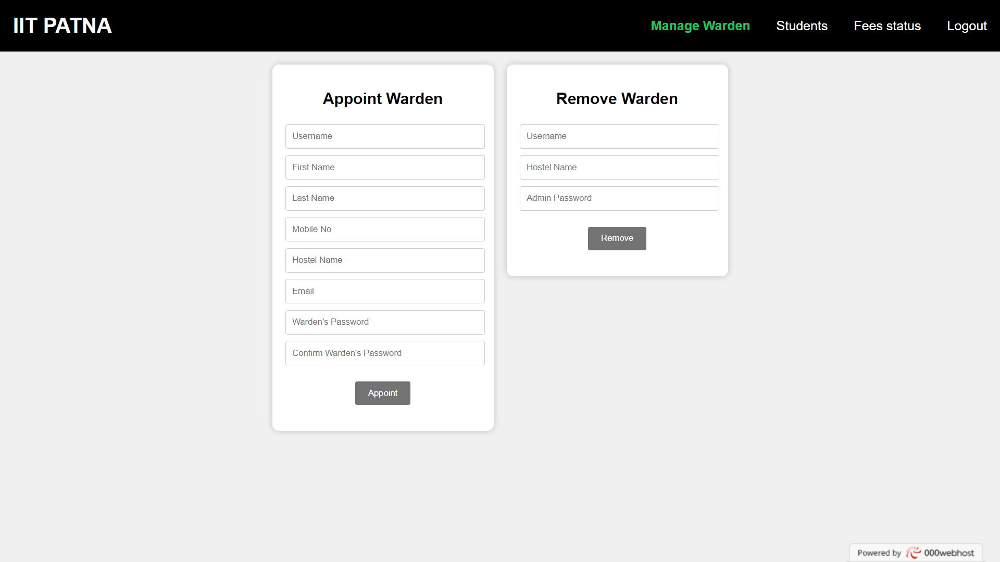 IIT PATNA
Manage Warden
Students
Fees status
Logout
Appoint Warden
Username
First Name
Last Name
Mobile No
Hostel Name
Email
Warden's Password
Confirm Warden's Password
Appoint
Remove Warden
Username
Hostel Name
Admin Password
Remove
Powered by 000webhost